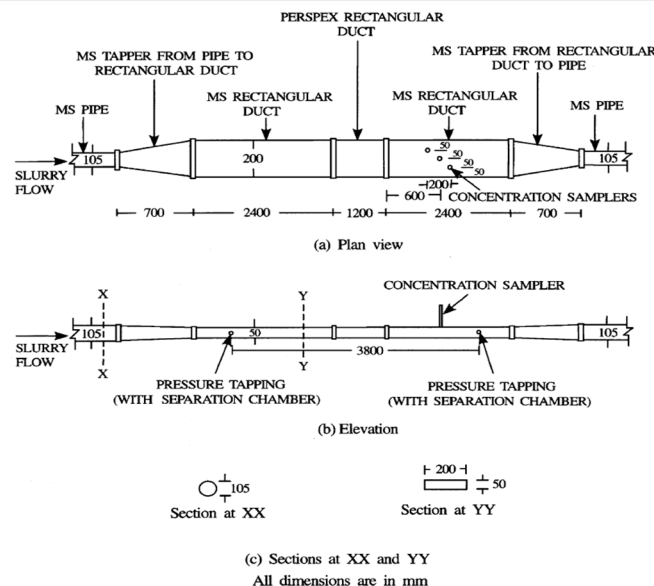 PERSPEX RECTANGULAR
DUCT
MS TAPPER FROM PIPE TO
RECTANGULAR DUCT
MS TAPPER FROM RECTANGULAR
DUCT TO PIPE
MS RECTANGULAR
DUCT
MS RECTANGULAR
DUCT
MS PIPE
MS PIPE
105
200
50
50
50
50
105
SLURRY
FLOW
200
600
CONCENTRATION SAMPLERS
700
2400
1200
2400
700
(a) Plan view
X
Y
CONCENTRATION SAMPLER
105
50
105
SLURRY
FLOW
X
Y
3800
PRESSURE TAPPING
(WITH SEPARATION CHAMBER)
PRESSURE TAPPING
(WITH SEPARATION CHAMBER)
(b) Elevation
105
Section at XX
200
50
Section at YY
(c) Sections at XX and YY
All dimensions are in mm